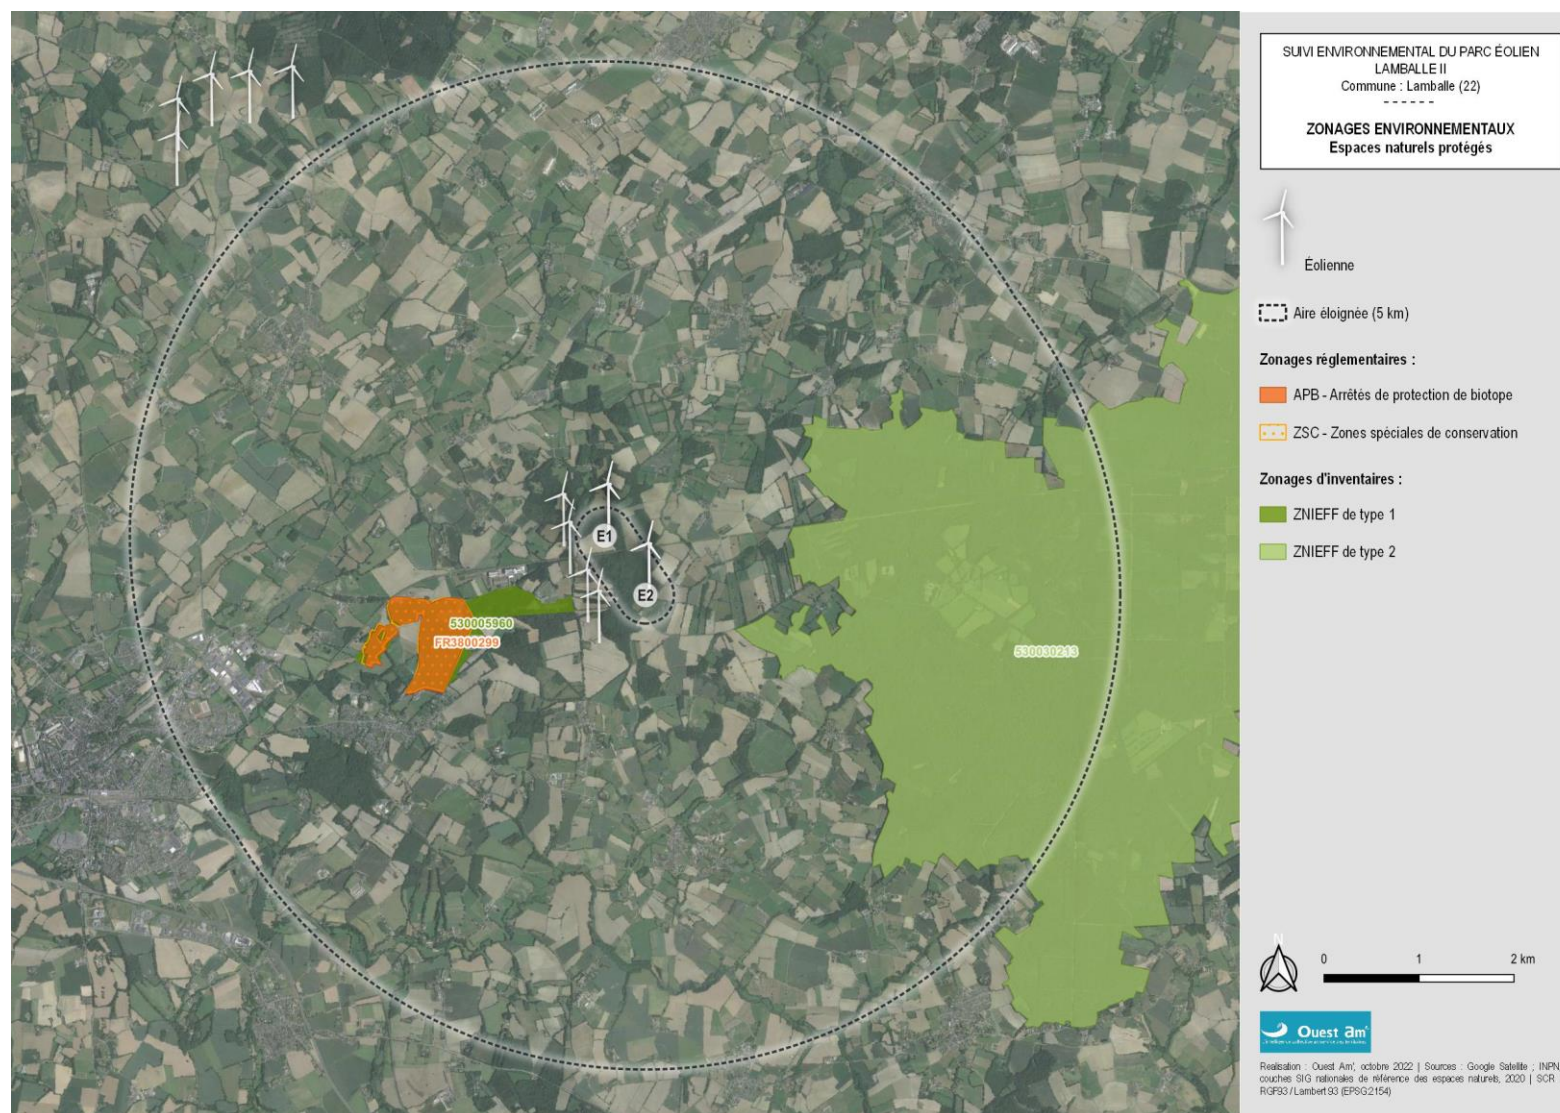 SUIVI ENVIRONNEMENTAL DU PARC ÉOLIEN
LAMBALLE II
Commune : Lamballe (22)
------
ZONAGES ENVIRONNEMENTAUX
Espaces naturels protégés
Éolienne
Aire éloignée (5 km)
Zonages réglementaires :
APB - Arrêtés de protection de biotope
ZSC - Zones spéciales de conservation
Zonages d'inventaires :
ZNIEFF de type 1
ZNIEFF de type 2
E1
E2
530005960
FR3800299
530030213
N
0 1 2 km
Ouest am'
Realisation : Ouest Am', octobre 2022 | Sources : Google Satellite ; INPN
couches SIG nationales de référence des espaces naturels, 2020 | SCR
RGF93 / Lambert 93 (EPSG2154)